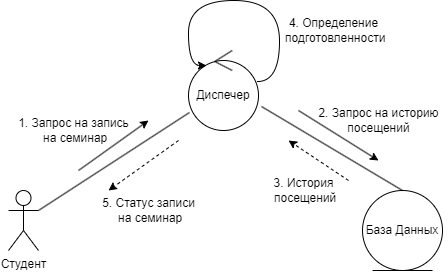 4. Определение
подготовленности
Диспечер
1. Запрос на запись
на семинар
2. Запрос на историю
посещений
3. История
посещений
5. Статус записи
на семинар
База Данных
Студент